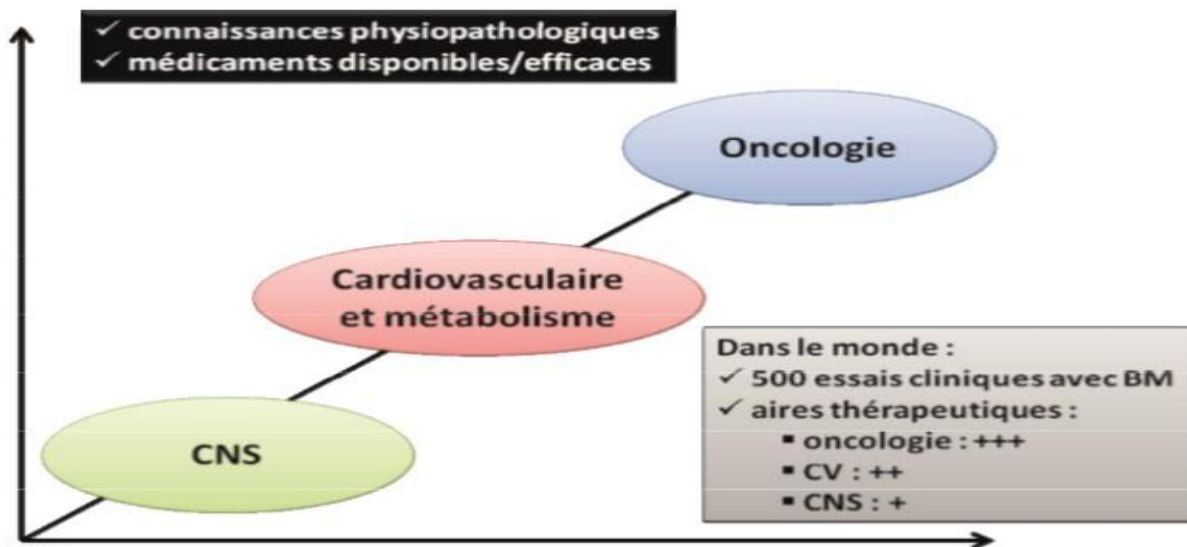 ✓ connaissances physiopathologiques
✓ médicaments disponibles/efficaces
Oncologie
Cardiovasculaire
et métabolisme
CNS
Dans le monde :
✓ 500 essais cliniques avec BM
✓ aires thérapeutiques :
▪ oncologie : +++
▪ CV : ++
▪ CNS : +